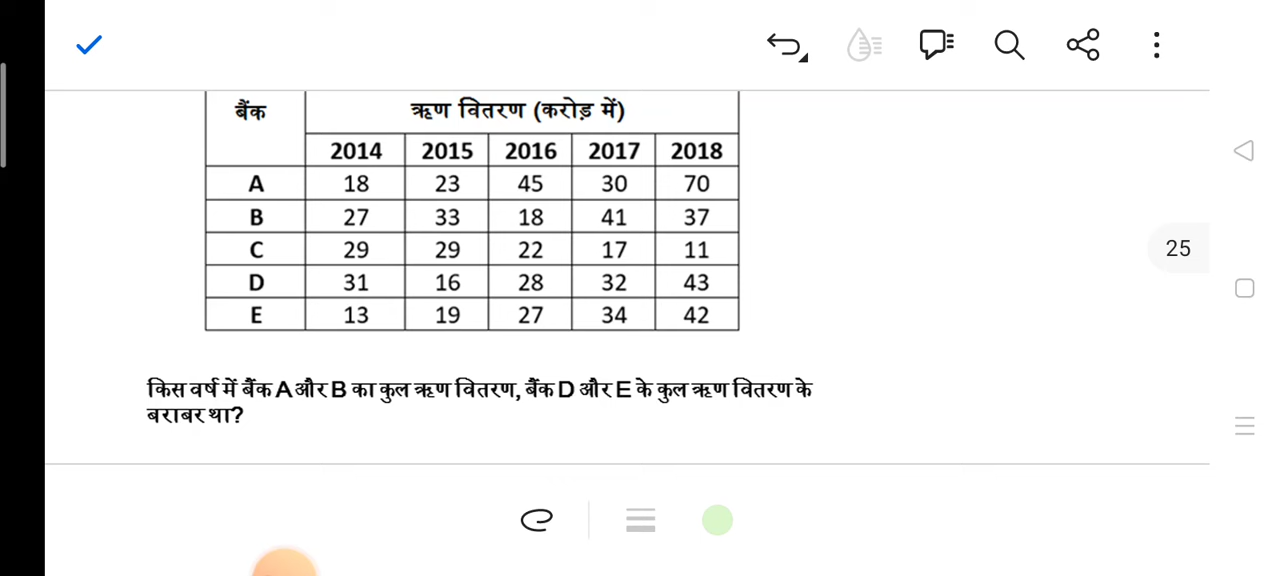 बैंक ऋण वितरण (करोड़ में)
2014 2015 2016 2017 2018
A 18 23 45 30 70
B 27 33 18 41 37
C 29 29 22 17 11
D 31 16 28 32 43
E 13 19 27 34 42
25
किस वर्ष में बैंक A और B का कुल ऋण वितरण, बैंक D और E के कुल ऋण वितरण के
बराबर था?